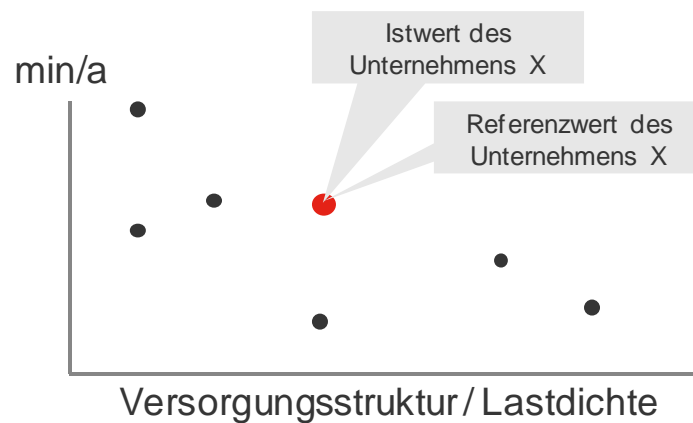 Istwert des
Unternehmens X
min/a
Referenzwert des
Unternehmens X
Versorgungsstruktur / Lastdichte